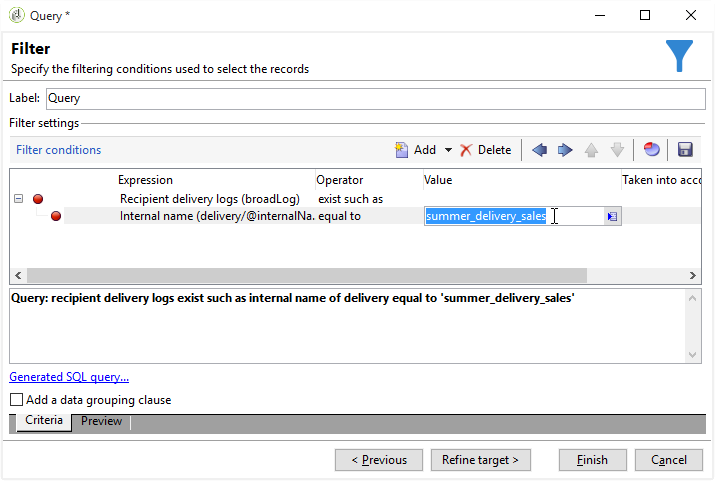 Query *
Filter
Specify the filtering conditions used to select the records
Label: Query
Filter settings
Filter conditions Add Delete
Expression Operator Value Taken into acco
Recipient delivery logs (broadLog) exist such as
Internal name (delivery/@internalNa... equal to summer_delivery_sales
Query: recipient delivery logs exist such as internal name of delivery equal to 'summer_delivery_sales'
Generated SQL query...
Add a data grouping clause
Criteria Preview
< Previous Refine target > Finish Cancel